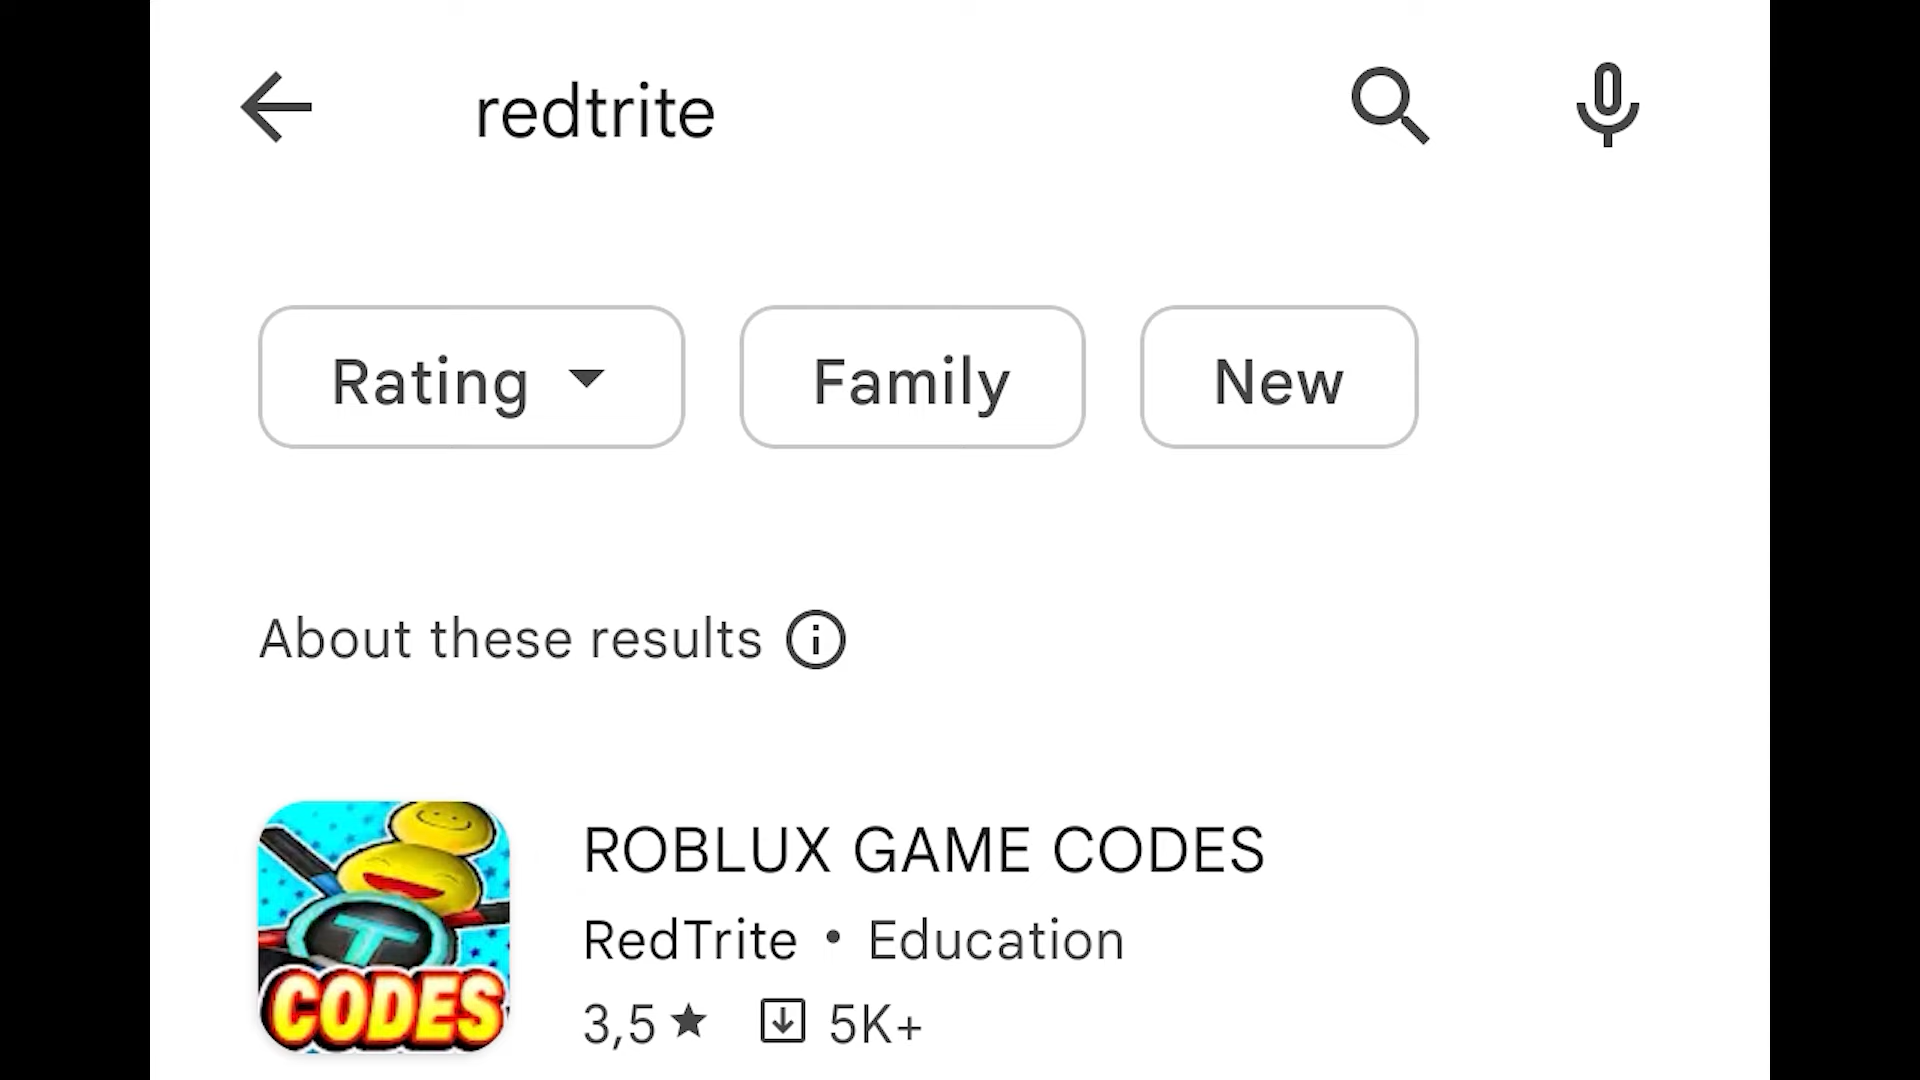 redtrite
Rating
Family
New
About these results
ROBLUX GAME CODES
RedTrite • Education
3,5★ 5K+
T
CODES